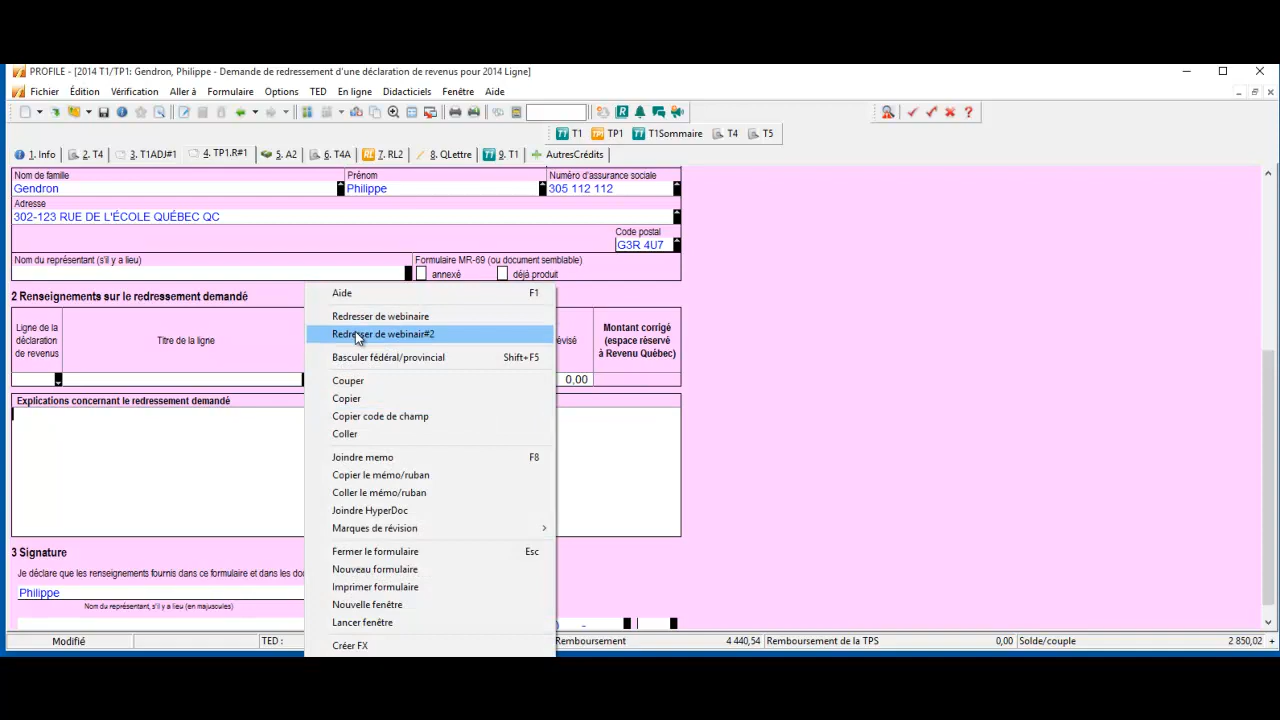 PROFILE - [2014 T1/TP1: Gendron, Philippe - Demande de redressement d'une déclaration de revenus pour 2014 Ligne]
Fichier Édition Vérification Aller à Formulaire Options TED En ligne Didacticiels Fenêtre Aide
T1 TP1 T1Sommaire T4 T5
1. Info 2. T4 3. T1ADJ#1 4. TP1.R#1 5. A2 6. T4A 7. RL2 8. QLettre 9. T1 AutresCrédits
Nom de famille Prénom Numéro d'assurance sociale
Gendron Philippe 305 112 112
Adresse
302-123 RUE DE L'ÉCOLE QUÉBEC QC
Code postal
G3R 4U7
Nom du représentant (s'il y a lieu) Formulaire MR-69 (ou document semblable)
annexé déjà produit
2 Renseignements sur le redressement demandé
Ligne de la déclaration de revenus
Titre de la ligne
évisé
Montant corrigé (espace réservé à Revenu Québec)
0,00
Explications concernant le redressement demandé
Aide F1
Redresser de webinaire
Redresser de webinair#2
Basculer fédéral/provincial Shift+F5
Couper
Copier
Copier code de champ
Coller
Joindre memo F8
Copier le mémo/ruban
Coller le mémo/ruban
Joindre HyperDoc
Marques de révision
Fermer le formulaire Esc
Nouveau formulaire
Imprimer formulaire
Nouvelle fenêtre
Lancer fenêtre
Créer FX
3 Signature
Je déclare que les renseignements fournis dans ce formulaire et dans les do
Philippe
Nom du représentant, s'il y a lieu (en majuscules)
) -
Modifié TED : Remboursement 4 440,54 Remboursement de la TPS 0,00 Solde/couple 2 850,02